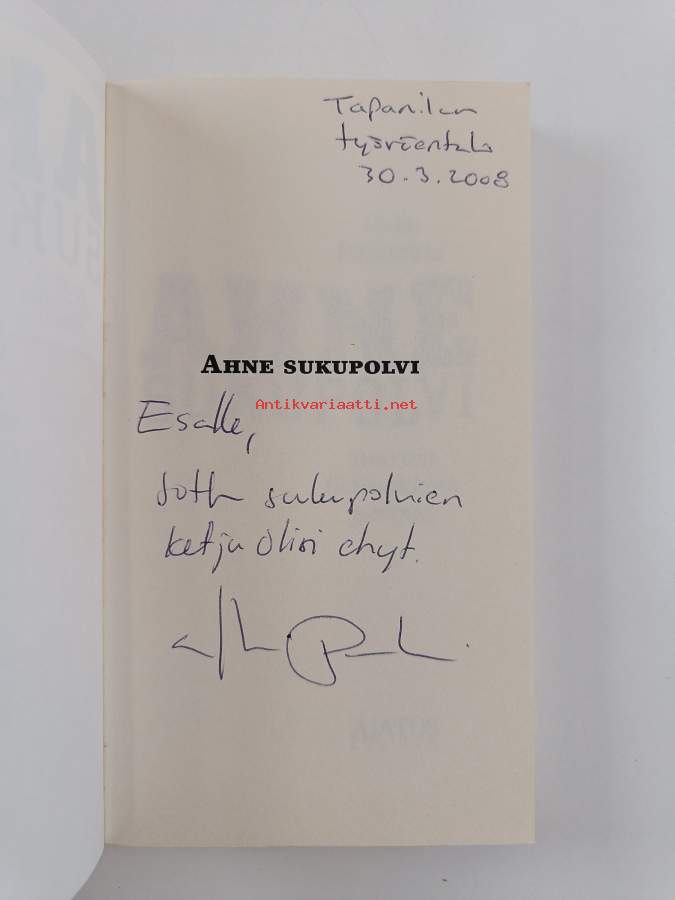 Tapanilan
työväentalo
30.3.2008
AHNE SUKUPOLVI
Antikvariaatti.net
Esalle,
Jotta sukupolvien
ketju olisi ehyt.